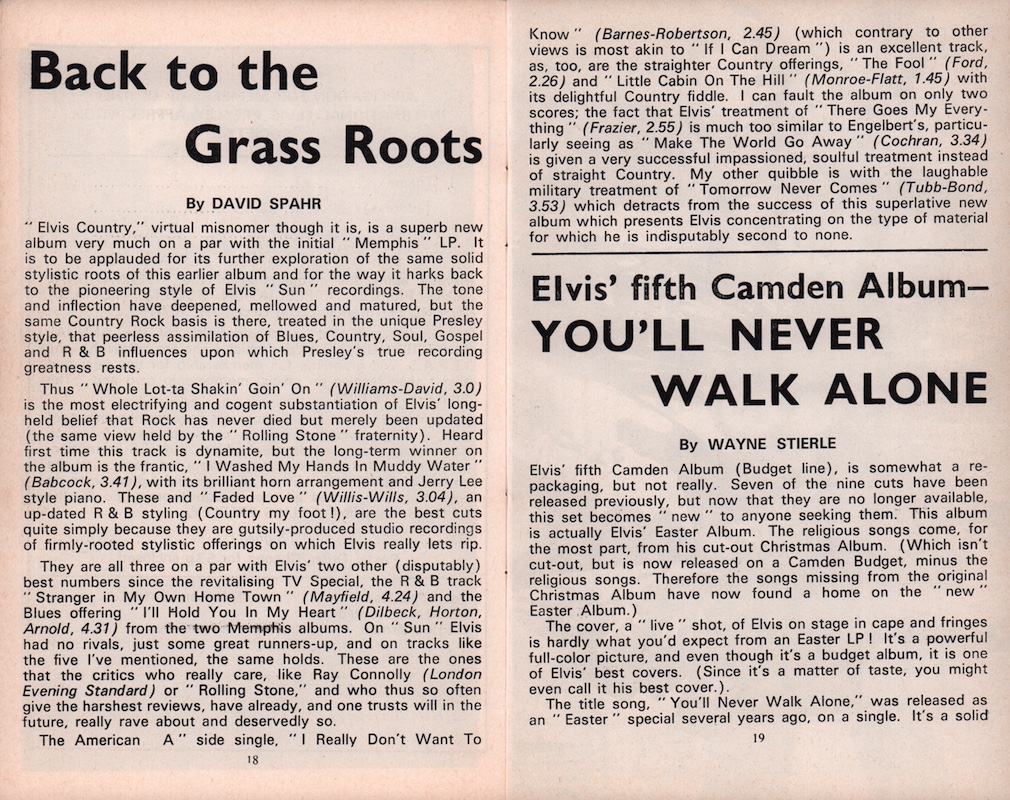 Back to the
Grass Roots
By DAVID SPAHR
" Elvis Country," virtual misnomer though it is, is a superb new
album very much on a par with the initial " Memphis " LP. It
is to be applauded for its further exploration of the same solid
stylistic roots of this earlier album and for the way it harks back
to the pioneering style of Elvis " Sun " recordings. The tone
and inflection have deepened, mellowed and matured, but the
same Country Rock basis is there, treated in the unique Presley
style, that peerless assimilation of Blues, Country, Soul, Gospel
and R & B influences upon which Presley's true recording
greatness rests.
Thus " Whole Lot-ta Shakin' Goin' On " (Williams-David, 3.0)
is the most electrifying and cogent substantiation of Elvis' long-
held belief that Rock has never died but merely been updated
(the same view held by the " Rolling Stone " fraternity). Heard
first time this track is dynamite, but the long-term winner on
the album is the frantic, " I Washed My Hands In Muddy Water "
(Babcock, 3.41), with its brilliant horn arrangement and Jerry Lee
style piano. These and " Faded Love " (Willis-Wills, 3.04), an
up-dated R & B styling (Country my foot !), are the best cuts
quite simply because they are gutsily-produced studio recordings
of firmly-rooted stylistic offerings on which Elvis really lets rip.
They are all three on a par with Elvis' two other (disputably)
best numbers since the revitalising TV Special, the R & B track
" Stranger in My Own Home Town " (Mayfield, 4.24) and the
Blues offering " I'll Hold You In My Heart " (Dilbeck, Horton,
Arnold, 4.31) from the two Memphis albums. On " Sun " Elvis
had no rivals, just some great runners-up, and on tracks like
the five I've mentioned, the same holds. These are the ones
that the critics who really care, like Ray Connolly (London
Evening Standard) or " Rolling Stone," and who thus so often
give the harshest reviews, have already, and one trusts will in the
future, really rave about and deservedly so.
The American A " side single, " I Really Don't Want To
18
Know " (Barnes-Robertson, 2.45) (which contrary to other
views is most akin to " If I Can Dream ") is an excellent track,
as, too, are the straighter Country offerings, " The Fool " (Ford,
2.26) and " Little Cabin On The Hill " (Monroe-Flatt, 1.45) with
its delightful Country fiddle. I can fault the album on only two
scores; the fact that Elvis' treatment of " There Goes My Every-
thing " (Frazier, 2.55) is much too similar to Engelbert's, particu-
larly seeing as " Make The World Go Away " (Cochran, 3.34)
is given a very successful impassioned, soulful treatment instead
of straight Country. My other quibble is with the laughable
military treatment of " Tomorrow Never Comes " (Tubb-Bond,
3.53) which detracts from the success of this superlative new
album which presents Elvis concentrating on the type of material
for which he is indisputably second to none.
Elvis' fifth Camden Album—
YOU'LL NEVER
WALK ALONE
By WAYNE STIERLE
Elvis' fifth Camden Album (Budget line), is somewhat a re-
packaging, but not really. Seven of the nine cuts have been
released previously, but now that they are no longer available,
this set becomes " new " to anyone seeking them. This album
is actually Elvis' Easter Album. The religious songs come, for
the most part, from his cut-out Christmas Album. (Which isn't
cut-out, but is now released on a Camden Budget, minus the
religious songs. Therefore the songs missing from the original
Christmas Album have now found a home on the " new "
Easter Album.)
The cover, a " live " shot, of Elvis on stage in cape and fringes
is hardly what you'd expect from an Easter LP ! It's a powerful
full-color picture, and even though it's a budget album, it is one
of Elvis' best covers. (Since it's a matter of taste, you might
even call it his best cover.).
The title song, " You'll Never Walk Alone," was released as
an " Easter " special several years ago, on a single. It's a solid
19